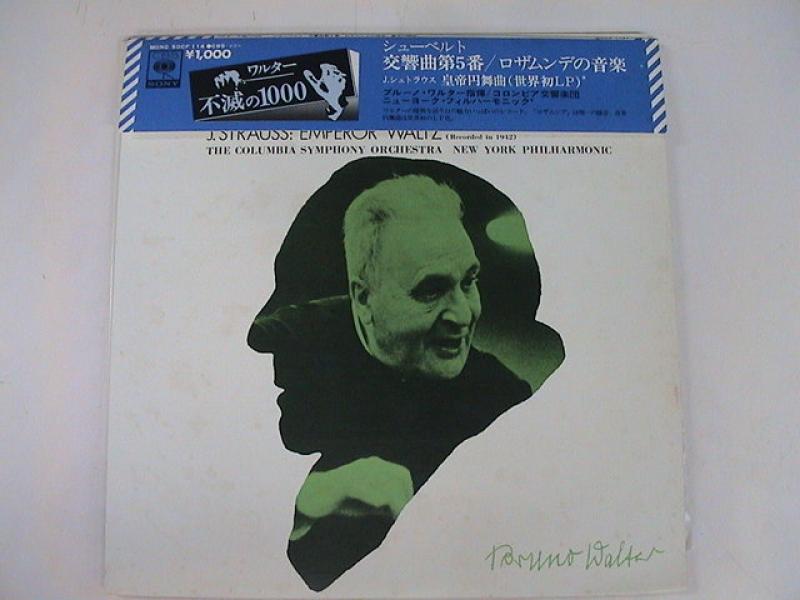 MONO SOCF 114
¥1,000
CBS
SONY
ワルター
不滅の1000
シューベルト
交響曲第5番/ロザムンデの音楽
J.シュトラウス 皇帝円舞曲(世界初LP)*
ブルーノ・ワルター指揮/コロンビア交響楽団
ニューヨーク・フィルハーモニック*
J. STRAUSS: EMPEROR WALTZ (Recorded in 1942)
THE COLUMBIA SYMPHONY ORCHESTRA NEW YORK PHILHARMONIC
Bruno Walter